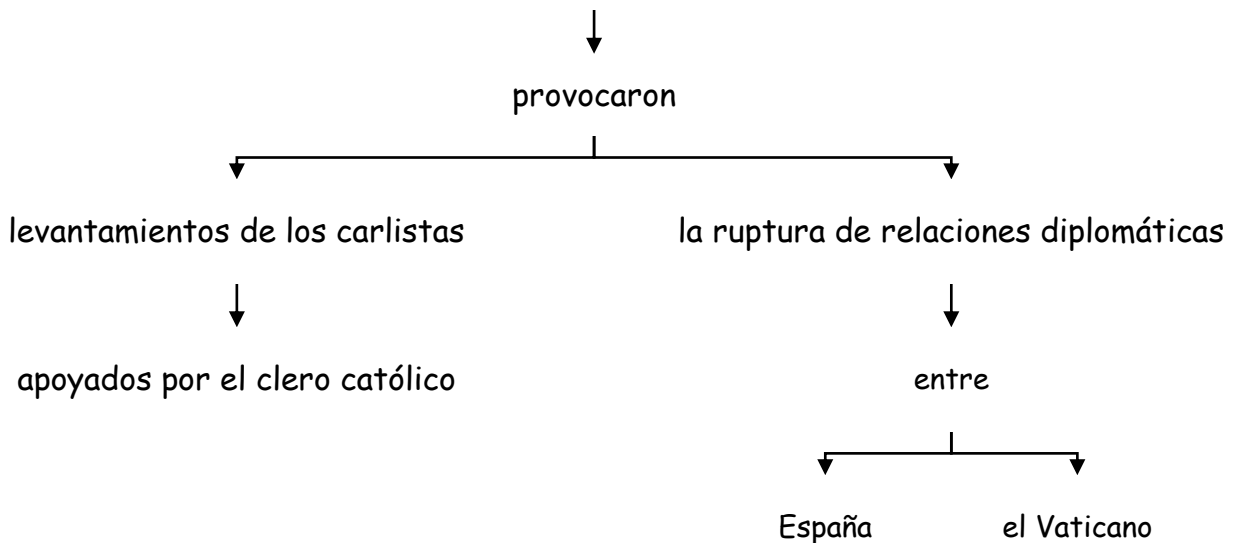 provocaron
levantamientos de los carlistas
la ruptura de relaciones diplomáticas
apoyados por el clero católico
entre
España
el Vaticano